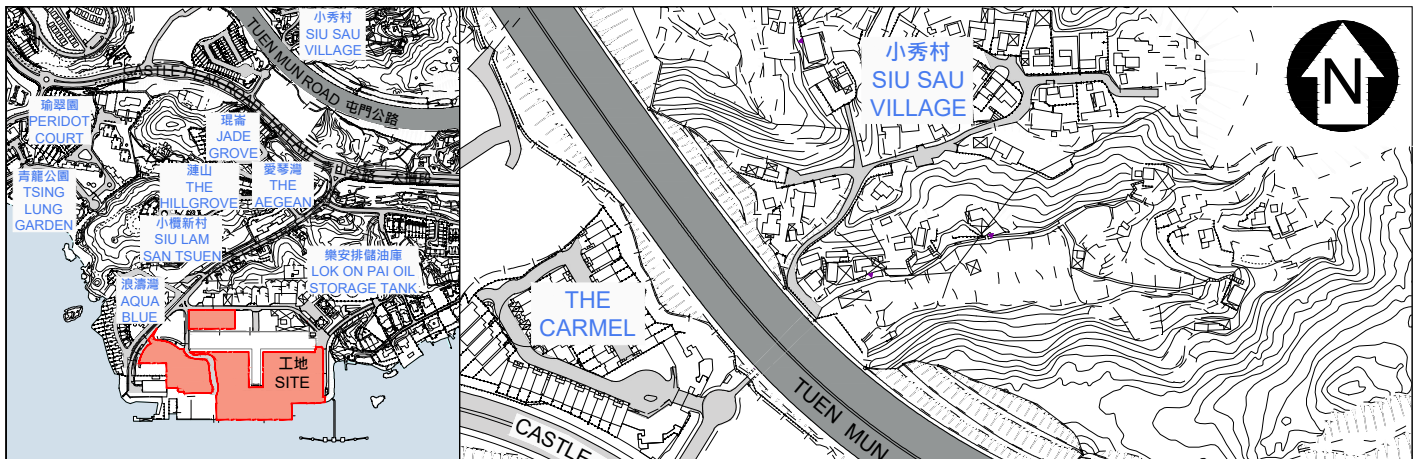 小秀村
SIU SAU
VILLAGE
TUEN MUN ROAD 屯門公路
CASTLE PEAK
瑜翠園
PERIDOT
COURT
琨崙
JADE
GROVE
青龍公園
TSING
LUNG
GARDEN
漣山
THE
HILLGROVE
愛琴灣
THE
AEGEAN
小欖新村
SIU LAM
SAN TSUEN
樂安排儲油庫
LOK ON PAI OIL
STORAGE TANK
浪濤灣
AQUA
BLUE
工地
SITE
小秀村
SIU SAU
VILLAGE
THE
CARMEL
TUEN MUN
CASTLE
N